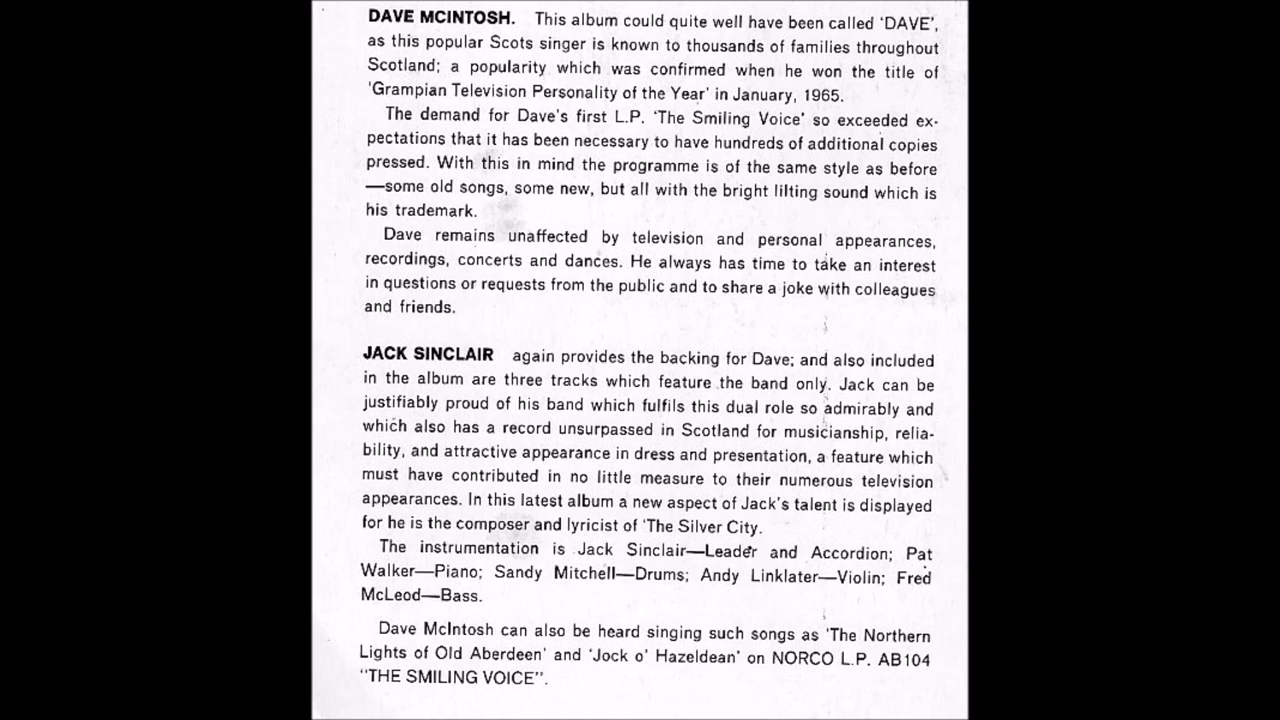 DAVE MCINTOSH. This album could quite well have been called 'DAVE',
as this popular Scots singer is known to thousands of families throughout
Scotland; a popularity which was confirmed when he won the title of
'Grampian Television Personality of the Year' in January, 1965.
The demand for Dave's first L.P. 'The Smiling Voice' so exceeded ex-
pectations that it has been necessary to have hundreds of additional copies
pressed. With this in mind the programme is of the same style as before
—some old songs, some new, but all with the bright lilting sound which is
his trademark.
Dave remains unaffected by television and personal appearances,
recordings, concerts and dances. He always has time to take an interest
in questions or requests from the public and to share a joke with colleagues
and friends.
JACK SINCLAIR again provides the backing for Dave; and also included
in the album are three tracks which feature the band only. Jack can be
justifiably proud of his band which fulfils this dual role so admirably and
which also has a record unsurpassed in Scotland for musicianship, relia-
bility, and attractive appearance in dress and presentation, a feature which
must have contributed in no little measure to their numerous television
appearances. In this latest album a new aspect of Jack's talent is displayed
for he is the composer and lyricist of 'The Silver City.
The instrumentation is Jack Sinclair—Leader and Accordion; Pat
Walker—Piano; Sandy Mitchell—Drums; Andy Linklater—Violin; Fred
McLeod—Bass.
Dave McIntosh can also be heard singing such songs as 'The Northern
Lights of Old Aberdeen' and 'Jock o' Hazeldean' on NORCO L.P. AB104
"THE SMILING VOICE".